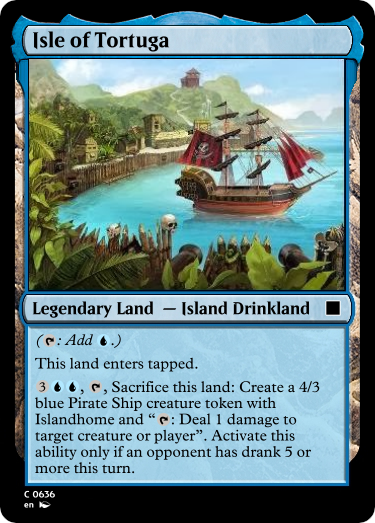 Isle of Tortuga
Legendary Land — Island Drinkland
(T: Add U.)
This land enters tapped.
3 U U, T, Sacrifice this land: Create a 4/3
blue Pirate Ship creature token with
Islandhome and “T: Deal 1 damage to
target creature or player”. Activate this
ability only if an opponent has drank 5 or
more this turn.
C 0636
en